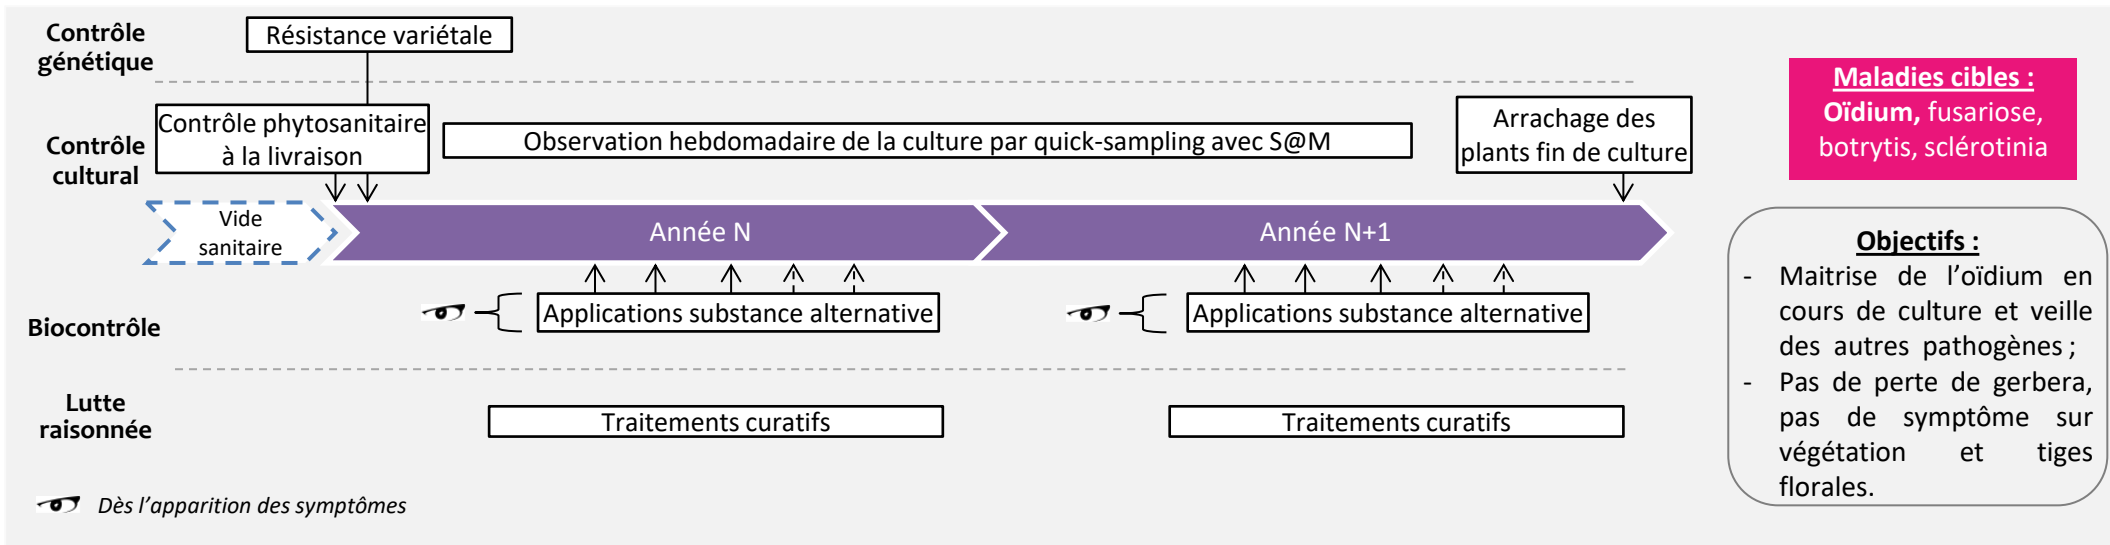 Contrôle
génétique
Résistance variétale
Contrôle
cultural
Contrôle phytosanitaire
à la livraison
Observation hebdomadaire de la culture par quick-sampling avec S@M
Arrachage des
plants fin de culture
Vide
sanitaire
Année N
Année N+1
Biocontrôle
Applications substance alternative
Applications substance alternative
Lutte
raisonnée
Traitements curatifs
Traitements curatifs
Dès l'apparition des symptômes
Maladies cibles :
Oïdium, fusariose,
botrytis, sclérotinia
Objectifs :
- Maitrise de l'oïdium en
cours de culture et veille
des autres pathogènes ;
- Pas de perte de gerbera,
pas de symptôme sur
végétation et tiges
florales.